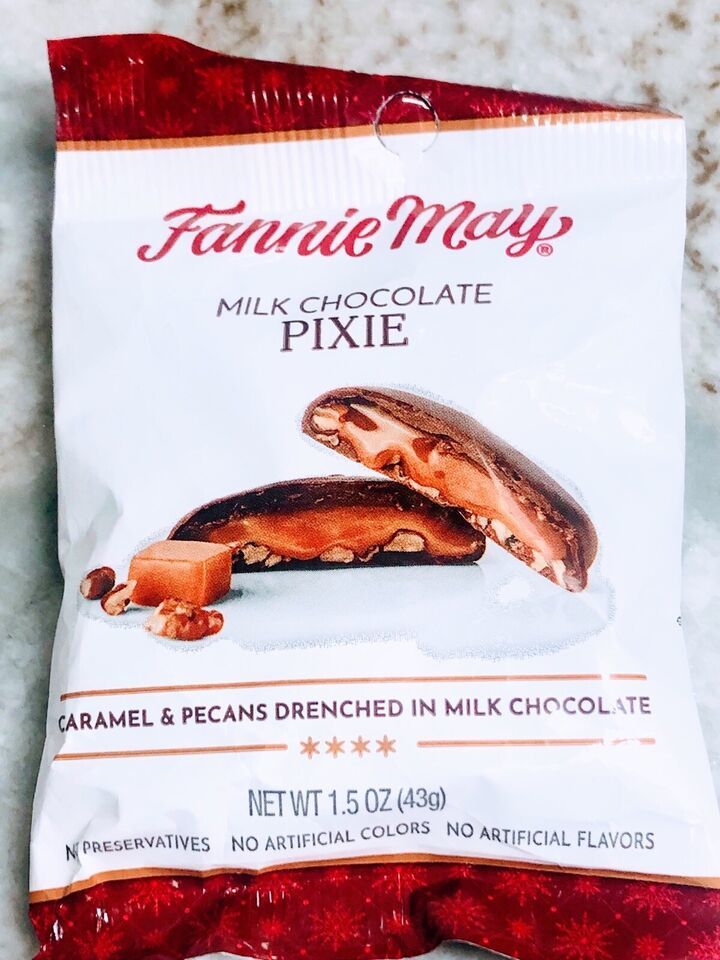 Fannie May®
MILK CHOCOLATE
PIXIE
CARAMEL & PECANS DRENCHED IN MILK CHOCOLATE
NET WT 1.5 OZ (43g)
NO PRESERVATIVES NO ARTIFICIAL COLORS NO ARTIFICIAL FLAVORS